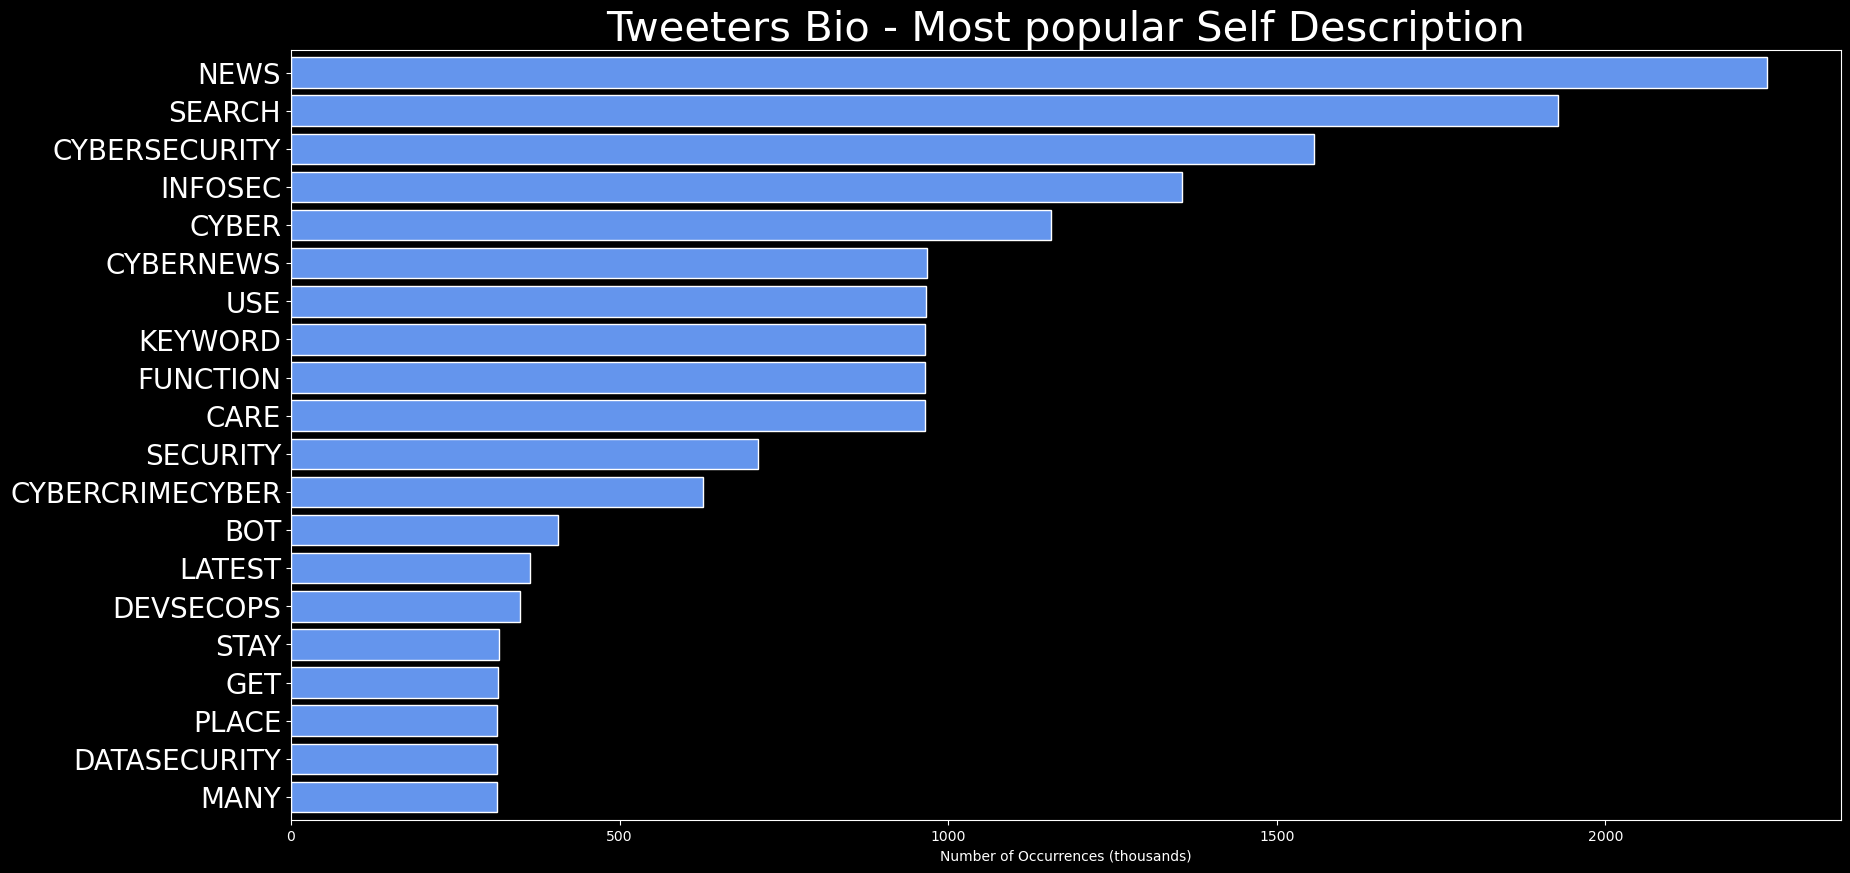 Tweeters Bio - Most popular Self Description
NEWS
SEARCH
CYBERSECURITY
INFOSEC
CYBER
CYBERNEWS
USE
KEYWORD
FUNCTION
CARE
SECURITY
CYBERCRIMECYBER
BOT
LATEST
DEVSECOPS
STAY
GET
PLACE
DATASECURITY
MANY
0 500 1000 1500 2000
Number of Occurrences (thousands)